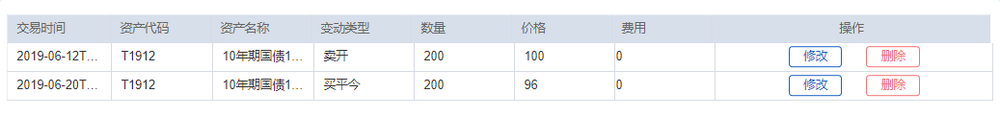 交易时间 资产代码 资产名称 变动类型 数量 价格 费用 操作
2019-06-12T... T1912 10年期国债1... 卖开 200 100 0 修改 删除
2019-06-20T... T1912 10年期国债1... 买平今 200 96 0 修改 删除